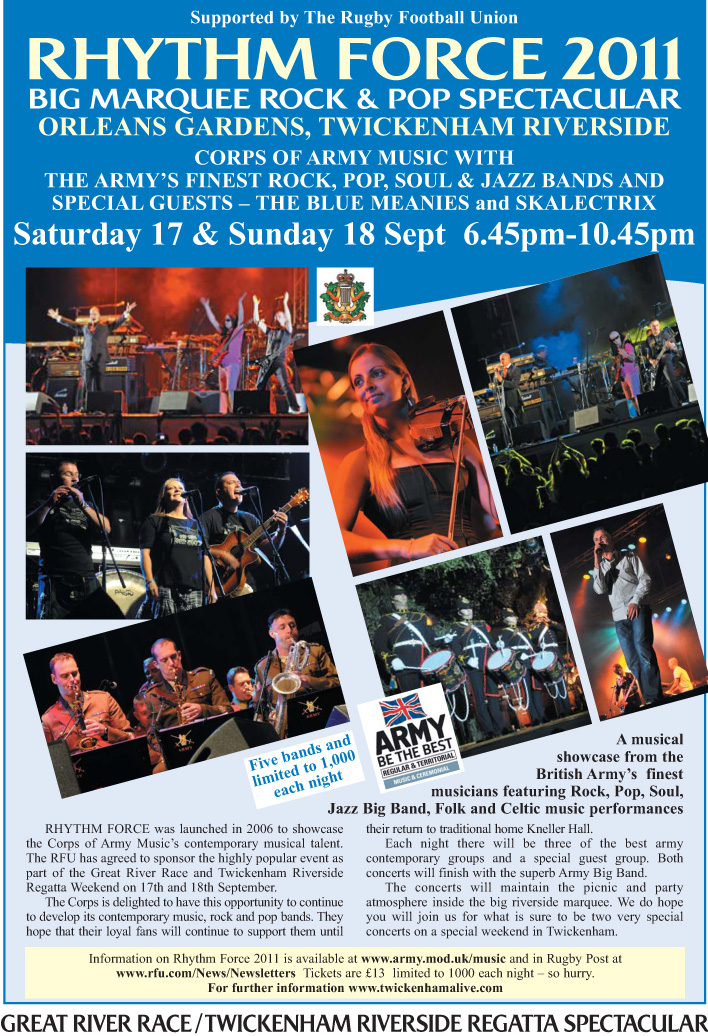 Supported by The Rugby Football Union
RHYTHM FORCE 2011
BIG MARQUEE ROCK & POP SPECTACULAR
ORLEANS GARDENS, TWICKENHAM RIVERSIDE
CORPS OF ARMY MUSIC WITH
THE ARMY'S FINEST ROCK, POP, SOUL & JAZZ BANDS AND
SPECIAL GUESTS – THE BLUE MEANIES and SKALECTRIX
Saturday 17 & Sunday 18 Sept 6.45pm-10.45pm
Five bands and
limited to 1,000
each night
ARMY
BE THE BEST
REGULAR & TERRITORIAL
MUSIC & CEREMONIAL
A musical
showcase from the
British Army's finest
musicians featuring Rock, Pop, Soul,
Jazz Big Band, Folk and Celtic music performances
RHYTHM FORCE was launched in 2006 to showcase
the Corps of Army Music's contemporary musical talent.
The RFU has agreed to sponsor the highly popular event as
part of the Great River Race and Twickenham Riverside
Regatta Weekend on 17th and 18th September.
The Corps is delighted to have this opportunity to continue
to develop its contemporary music, rock and pop bands. They
hope that their loyal fans will continue to support them until
their return to traditional home Kneller Hall.
Each night there will be three of the best army
contemporary groups and a special guest group. Both
concerts will finish with the superb Army Big Band.
The concerts will maintain the picnic and party
atmosphere inside the big riverside marquee. We do hope
you will join us for what is sure to be two very special
concerts on a special weekend in Twickenham.
Information on Rhythm Force 2011 is available at www.army.mod.uk/music and in Rugby Post at
www.rfu.com/News/Newsletters Tickets are £13 limited to 1000 each night – so hurry.
For further information www.twickenhamalive.com
GREAT RIVER RACE/TWICKENHAM RIVERSIDE REGATTA SPECTACULAR